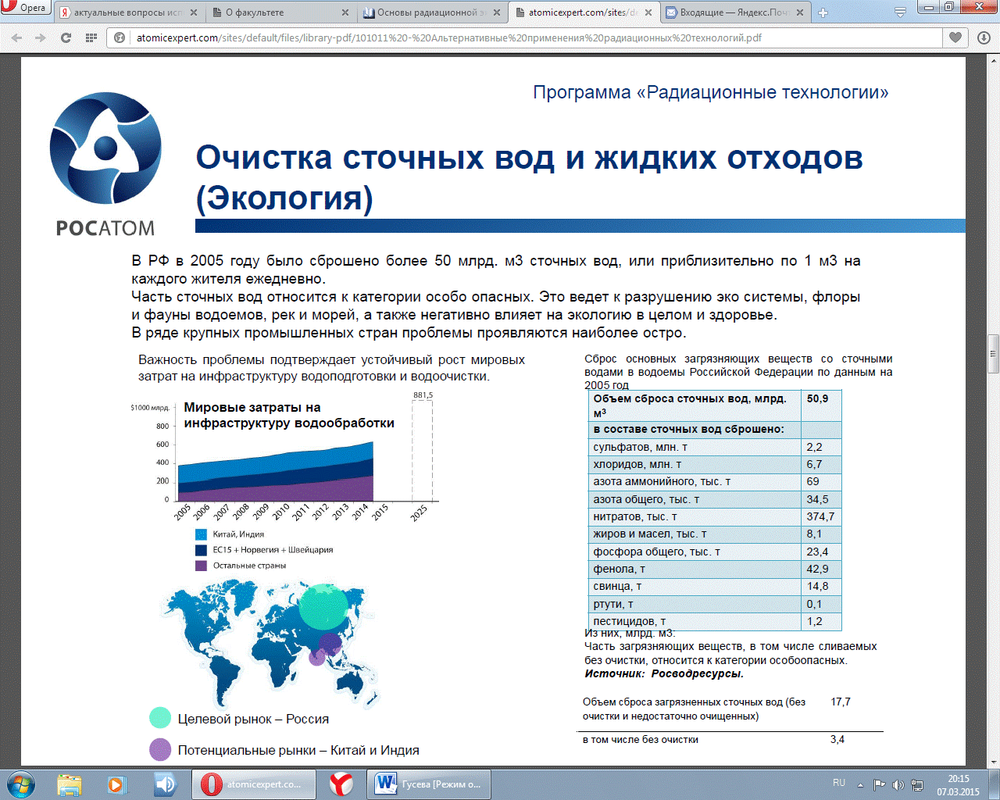 Opera
актуальные вопросы исп
О факультете
Основы радиационной э
atomicexpert.com/sites/de
Входящие — Яндекс.Почт
atomicexpert.com/sites/default/files/library-pdf/101011%20-%20Альтернативные%20применения%20радиационных%20технологий.pdf
Программа «Радиационные технологии»
Очистка сточных вод и жидких отходов
(Экология)
РОСАТОМ
В РФ в 2005 году было сброшено более 50 млрд. м3 сточных вод, или приблизительно по 1 м3 на
каждого жителя ежедневно.
Часть сточных вод относится к категории особо опасных. Это ведет к разрушению эко системы, флоры
и фауны водоемов, рек и морей, а также негативно влияет на экологию в целом и здоровье.
В ряде крупных промышленных стран проблемы проявляются наиболее остро.
Важность проблемы подтверждает устойчивый рост мировых
затрат на инфраструктуру водоподготовки и водоочистки.
881,5
$1000 млрд.
Мировые затраты на
инфраструктуру водообработки
800
600
400
200
0
2005 2006 2007 2008 2009 2010 2011 2012 2013 2014 2015 2025
Китай, Индия
ЕС15 + Норвегия + Швейцария
Остальные страны
Целевой рынок – Россия
Потенциальные рынки – Китай и Индия
Сброс основных загрязняющих веществ со сточными
водами в водоемы Российской Федерации по данным на
2005 год
Объем сброса сточных вод, млрд. 50,9
м³
в составе сточных вод сброшено:
сульфатов, млн. т 2,2
хлоридов, млн. т 6,7
азота аммонийного, тыс. т 69
азота общего, тыс. т 34,5
нитратов, тыс. т 374,7
жиров и масел, тыс. т 8,1
фосфора общего, тыс. т 23,4
фенола, т 42,9
свинца, т 14,8
ртути, т 0,1
пестицидов, т 1,2
Из них, млрд. м3:
Часть загрязняющих веществ, в том числе сливаемых
без очистки, относится к категории особоопасных.
Источник: Росводресурсы.
Объем сброса загрязненных сточных вод (без 17,7
очистки и недостаточно очищенных)
в том числе без очистки 3,4
atomicexpert.co...
Гусева [Режим о...
RU
20:15
07.03.2015